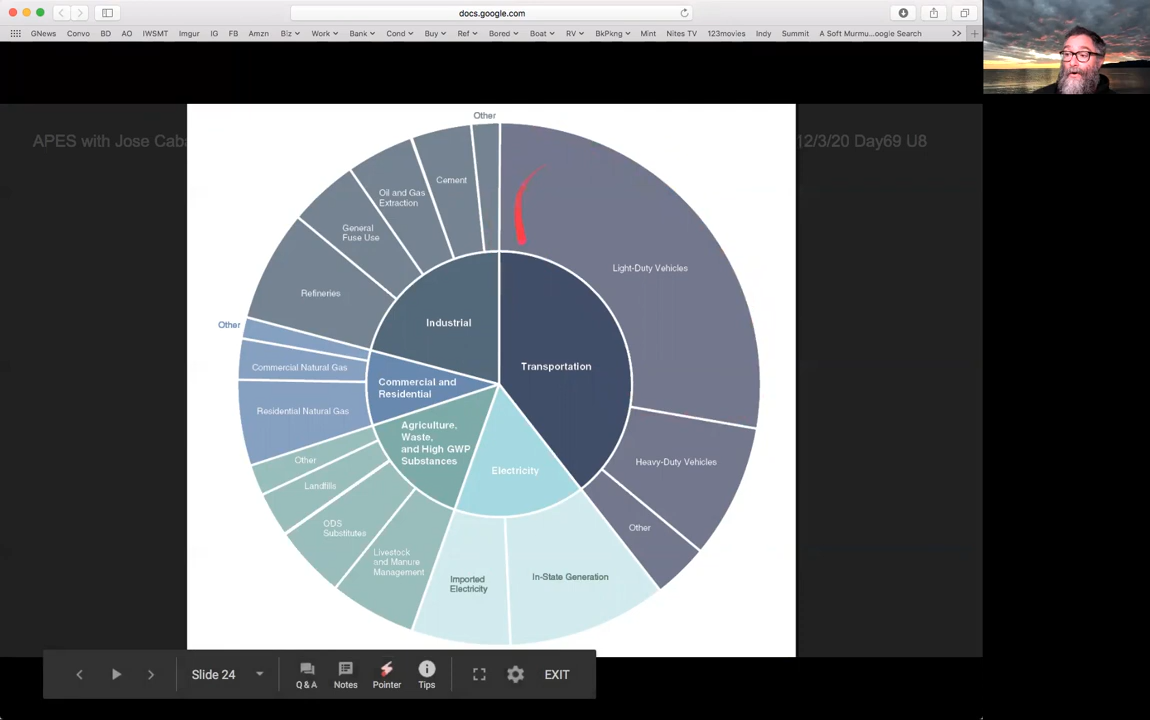 docs.google.com
GNews Convo BD AO IWSMT Imgur IG FB Amzn Biz Work Bank Cond Buy Ref Bored Boat RV BkPkng Mint Nites TV 123movies Indy Summit A Soft Murmu...oogle Search
APES with Jose Caba
12/3/20 Day69 U8
Other
Cement
Oil and Gas
Extraction
General
Fuse Use
Refineries
Industrial
Other
Commercial Natural Gas
Residential Natural Gas
Commercial and
Residential
Light-Duty Vehicles
Transportation
Heavy-Duty Vehicles
Other
Agriculture,
Waste,
and High GWP
Substances
Other
Landfills
ODS
Substitutes
Livestock
and Manure
Management
Electricity
Imported
Electricity
In-State Generation
Slide 24
Q & A
Notes
Pointer
Tips
EXIT